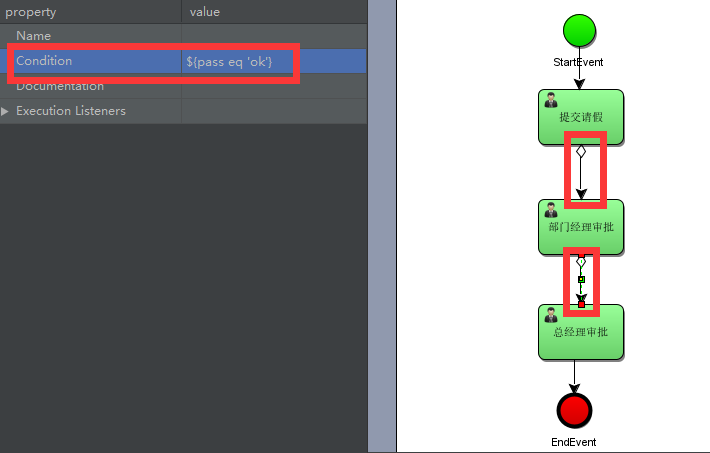 property value
Name
Condition ${pass eq 'ok'}
Documentation
Execution Listeners
StartEvent
提交请假
部门经理审批
总经理审批
EndEvent